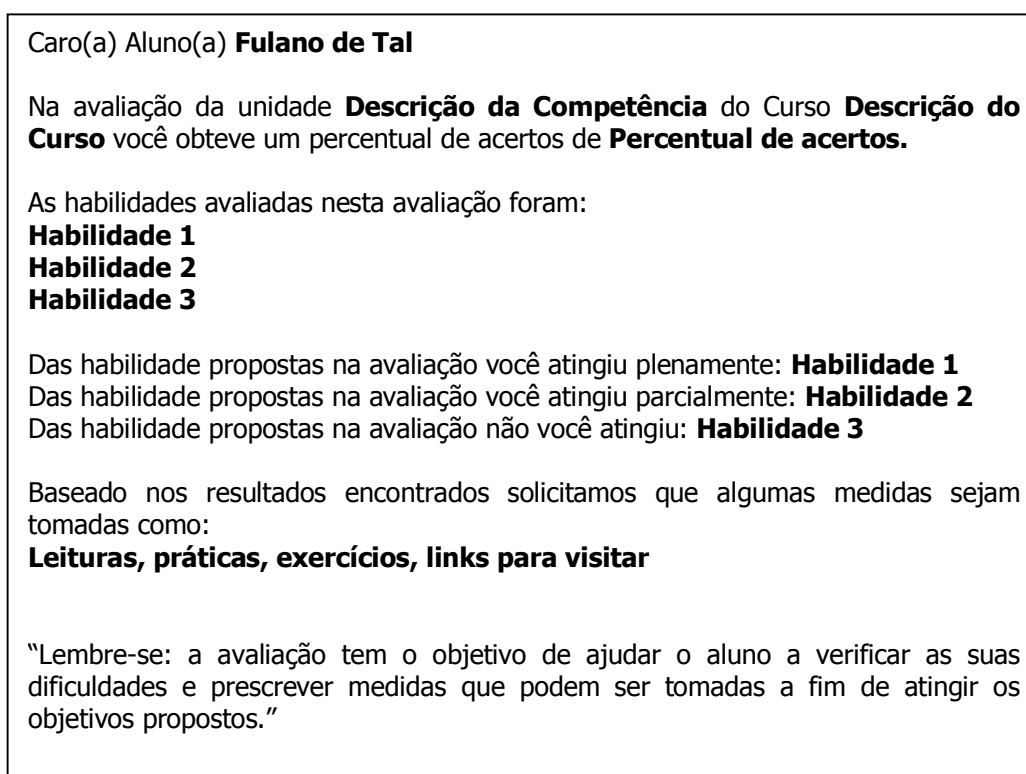 Caro(a) Aluno(a) Fulano de Tal
Na avaliação da unidade Descrição da Competência do Curso Descrição do
Curso você obteve um percentual de acertos de Percentual de acertos.
As habilidades avaliadas nesta avaliação foram:
Habilidade 1
Habilidade 2
Habilidade 3
Das habilidade propostas na avaliação você atingiu plenamente: Habilidade 1
Das habilidade propostas na avaliação você atingiu parcialmente: Habilidade 2
Das habilidade propostas na avaliação não você atingiu: Habilidade 3
Baseado nos resultados encontrados solicitamos que algumas medidas sejam
tomadas como:
Leituras, práticas, exercícios, links para visitar
“Lembre-se: a avaliação tem o objetivo de ajudar o aluno a verificar as suas
dificuldades e prescrever medidas que podem ser tomadas a fim de atingir os
objetivos propostos.”